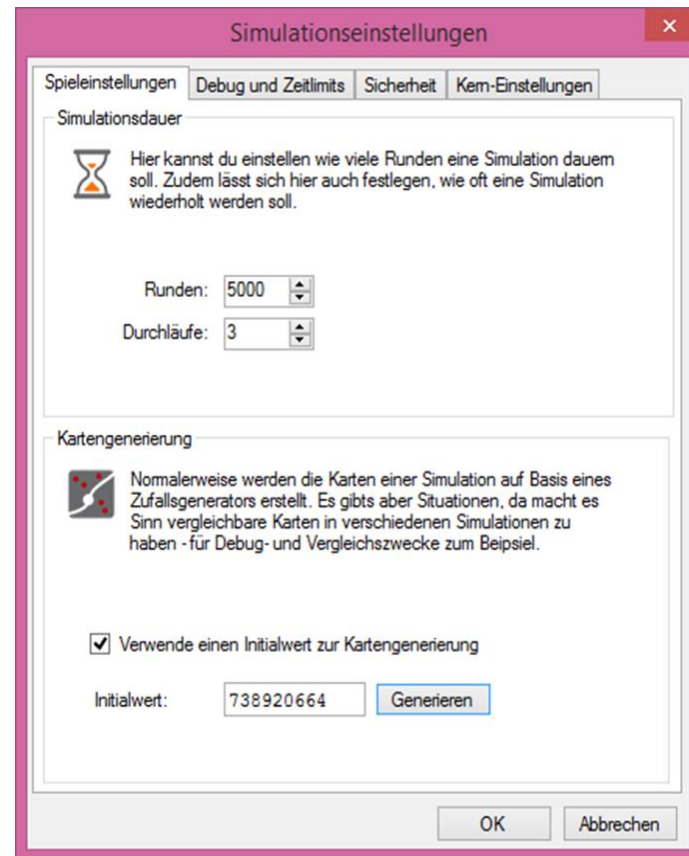 Simulationseinstellungen
Spieleinstellungen Debug und Zeitlimits Sicherheit Kern-Einstellungen
Simulationsdauer
Hier kannst du einstellen wie viele Runden eine Simulation dauern
soll. Zudem lässt sich hier auch festlegen, wie oft eine Simulation
wiederholt werden soll.
Runden: 5000
Durchläufe: 3
Kartengenerierung
Normalerweise werden die Karten einer Simulation auf Basis eines
Zufallsgenerators erstellt. Es gibts aber Situationen, da macht es
Sinn vergleichbare Karten in verschiedenen Simulationen zu
haben - für Debug- und Vergleichszwecke zum Beipsiel.
Verwende einen Initialwert zur Kartengenerierung
Initialwert: 738920664 Generieren
OK Abbrechen